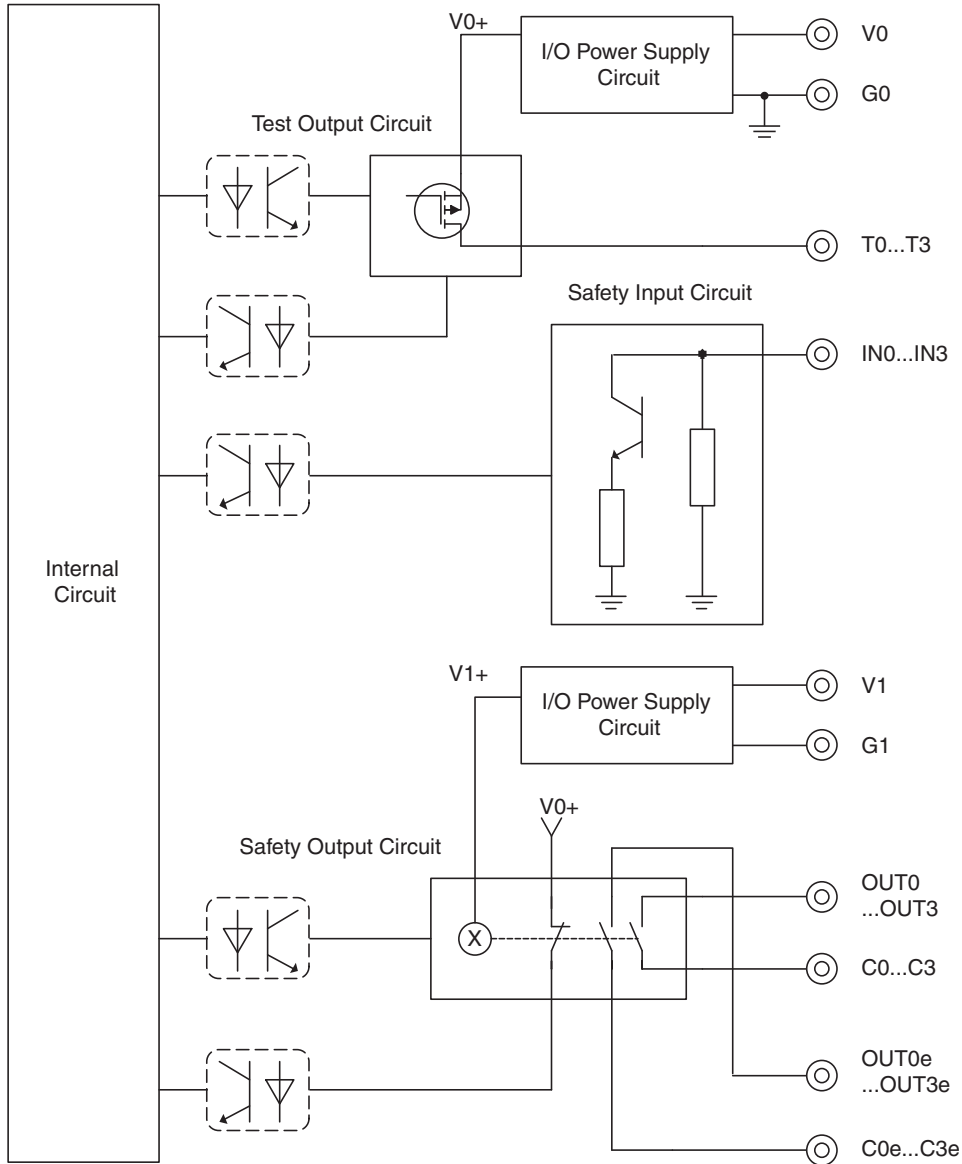 V0+
I/O Power Supply
Circuit
V0
G0
Test Output Circuit
T0...T3
Safety Input Circuit
IN0...IN3
Internal
Circuit
V1+
I/O Power Supply
Circuit
V1
G1
V0+
Safety Output Circuit
X
OUT0
...OUT3
C0...C3
OUT0e
...OUT3e
C0e...C3e